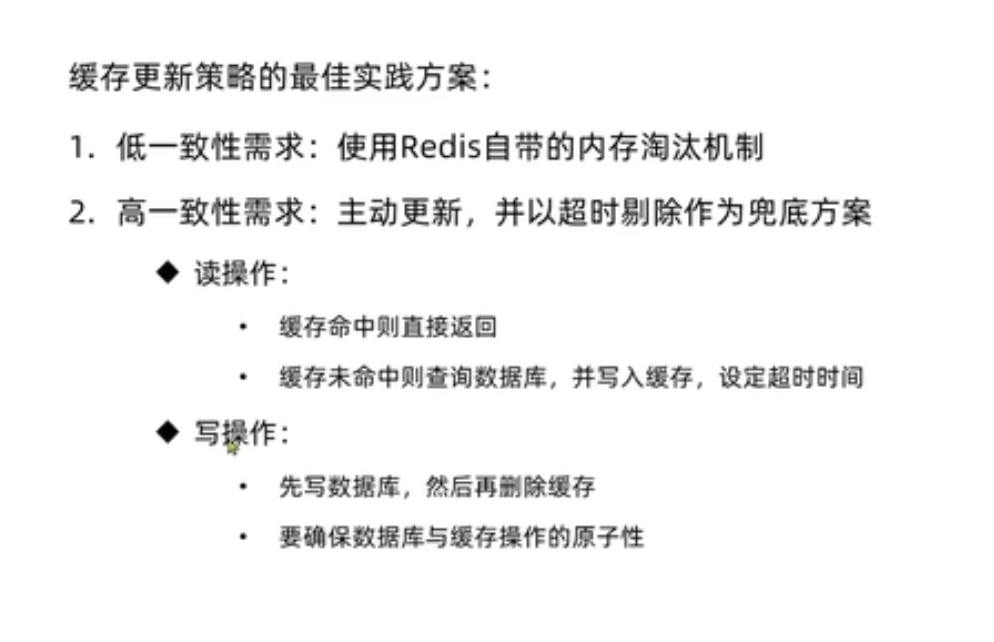 缓存更新策略的最佳实践方案：
1. 低一致性需求：使用Redis自带的内存淘汰机制
2. 高一致性需求：主动更新，并以超时剔除作为兜底方案
◆ 读操作：
• 缓存命中则直接返回
• 缓存未命中则查询数据库，并写入缓存，设定超时时间
◆ 写操作：
• 先写数据库，然后再删除缓存
• 要确保数据库与缓存操作的原子性